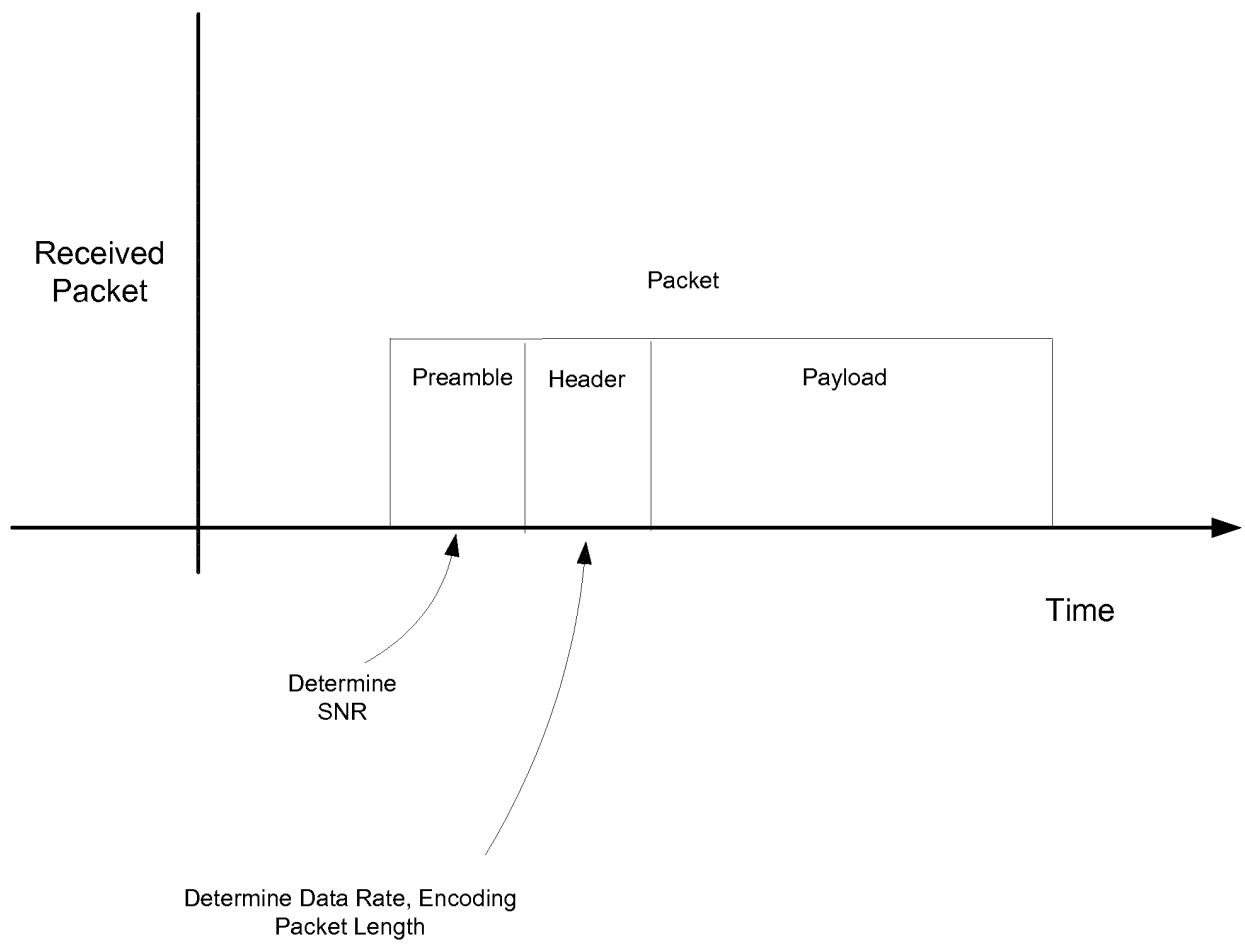 Received
Packet
Packet
Preamble
Header
Payload
Time
Determine
SNR
Determine Data Rate, Encoding
Packet Length